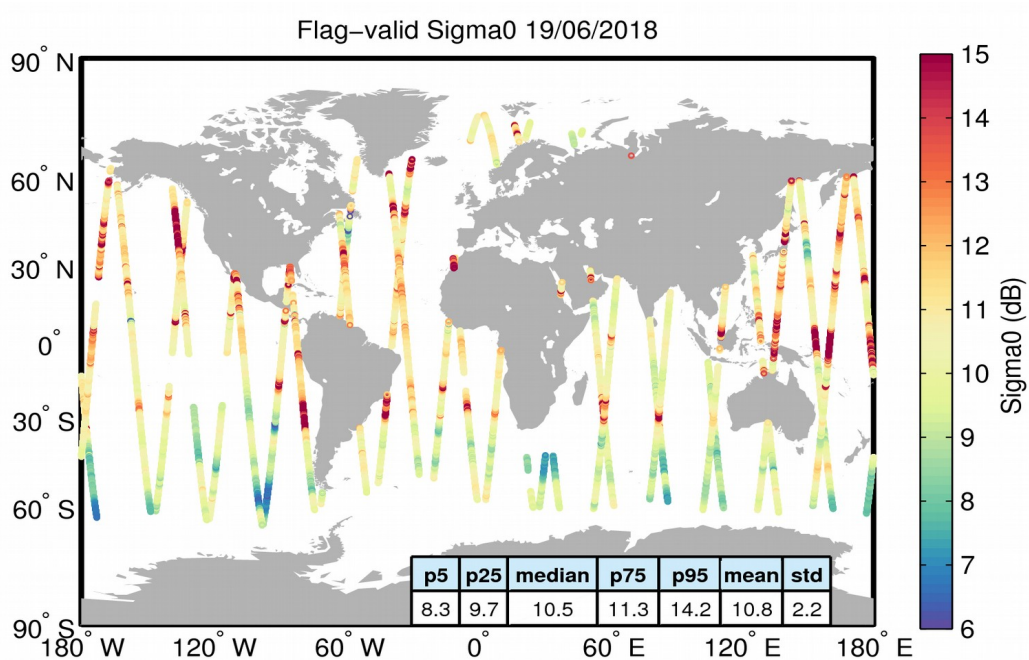 Flag−valid Sigma0 19/06/2018
90° N
60° N
30° N
0°
30° S
60° S
90° S
180° W
120° W
60° W
0°
60° E
120° E
180° E
p5 p25 median p75 p95 mean std
8.3 9.7 10.5 11.3 14.2 10.8 2.2
15
14
13
12
11
10
9
8
7
6
Sigma0 (dB)